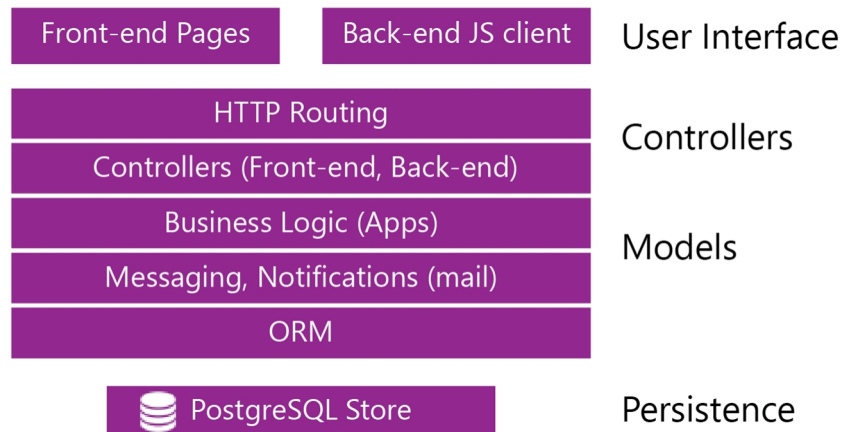 Front-end Pages
Back-end JS client
User Interface
HTTP Routing
Controllers
Controllers (Front-end, Back-end)
Business Logic (Apps)
Models
Messaging, Notifications (mail)
ORM
PostgreSQL Store
Persistence